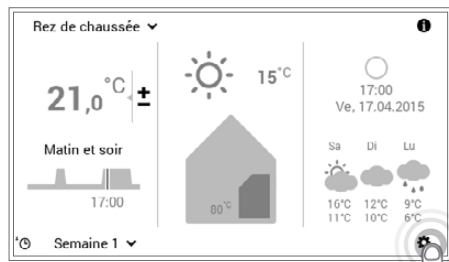 Rez de chaussée
21,0 °C ±
Matin et soir
17:00
Semaine 1
15°C
80°C
17:00
Ve, 17.04.2015
Sa Di Lu
16°C 12°C 9°C
11°C 10°C 6°C